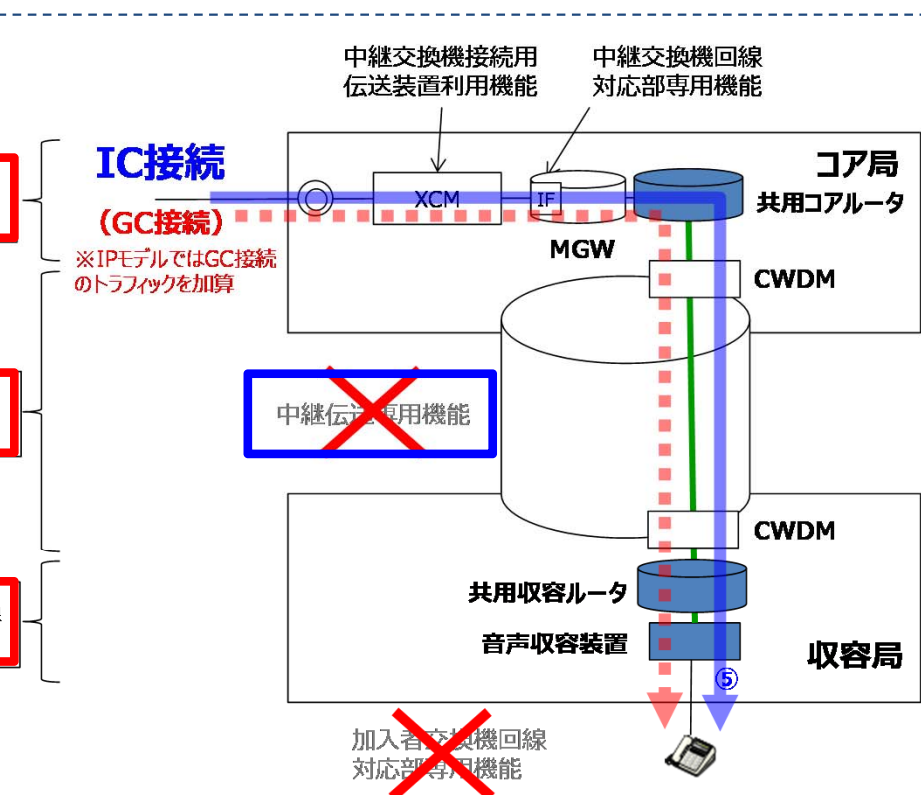 中継交換機接続用
伝送装置利用機能
中継交換機回線
対応部専用機能
IC接続
コア局
XCM
IF
共用コアルータ
(GC接続)
MGW
※IPモデルではGC接続
のトラフィックを加算
CWDM
中継伝送専用機能
CWDM
共用収容ルータ
音声収容装置
収容局
⑤
加入者交換機回線
対応部専用機能